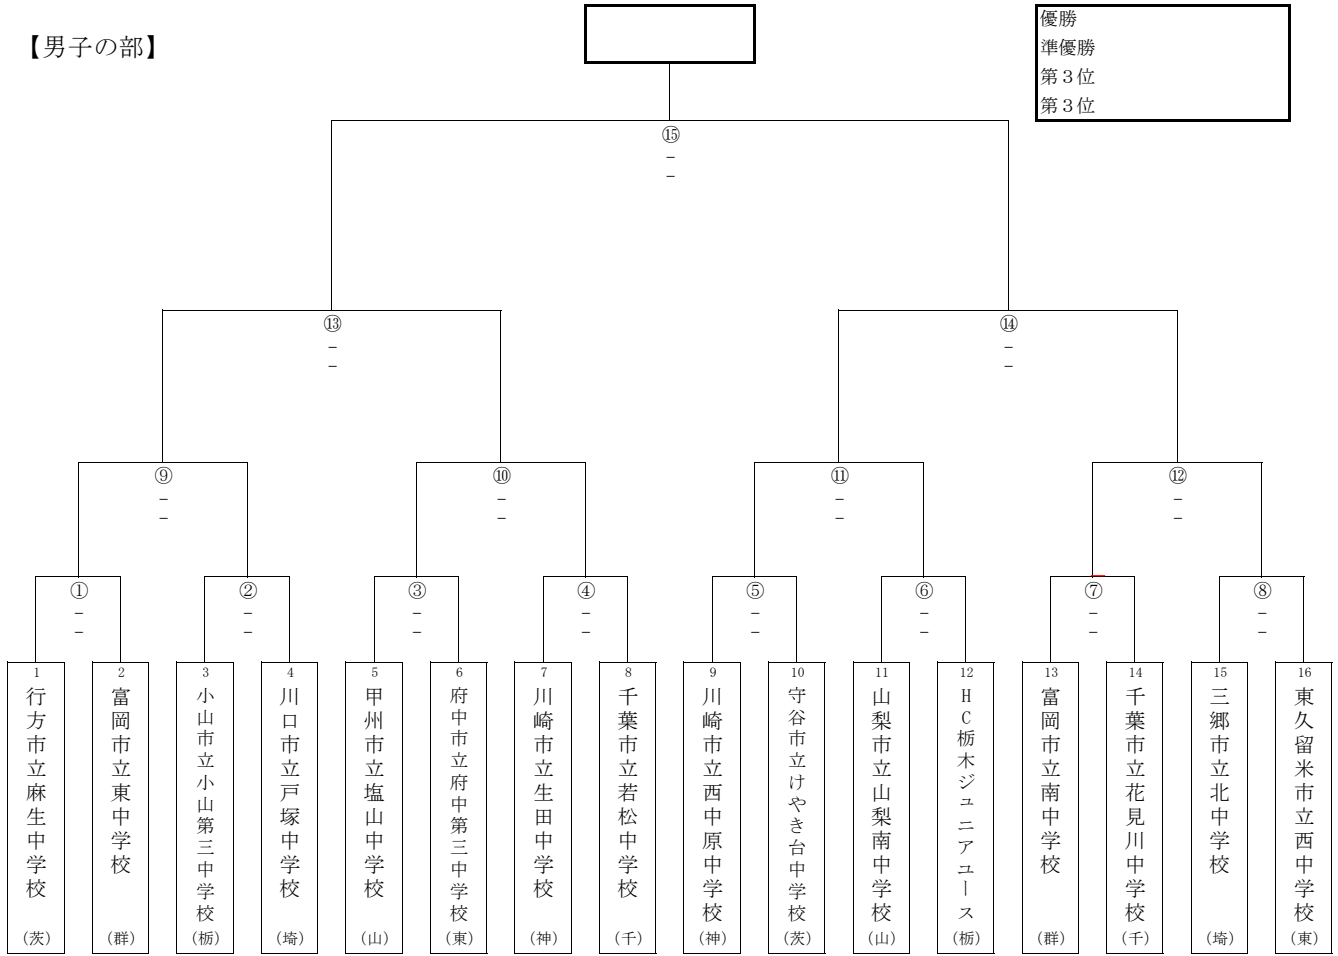 【男子の部】
優勝
準優勝
第３位
第３位
⑮
－
－
⑬
－
－
⑭
－
－
⑨
－
－
⑩
－
－
⑪
－
－
⑫
－
－
①
－
－
②
－
－
③
－
－
④
－
－
⑤
－
－
⑥
－
－
⑦
－
－
⑧
－
－
1
行方市立麻生中学校
（茨）
2
富岡市立東中学校
（群）
3
小山市立小山第三中学校
（栃）
4
川口市立戸塚中学校
（埼）
5
甲州市立塩山中学校
（山）
6
府中市立府中第三中学校
（東）
7
川崎市立生田中学校
（神）
8
千葉市立若松中学校
（千）
9
川崎市立西中原中学校
（神）
10
守谷市立けやき台中学校
（茨）
11
山梨市立山梨南中学校
（山）
12
HC栃木ジュニアユース
（栃）
13
富岡市立南中学校
（群）
14
千葉市立花見川中学校
（千）
15
三郷市立北中学校
（埼）
16
東久留米市立西中学校
（東）